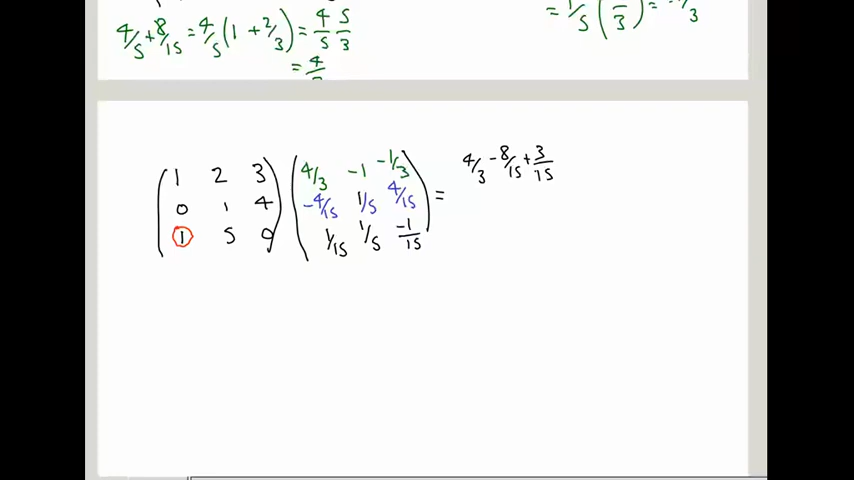 4/5 + 8/15 = 4/5 (1 + 2/3) = 4/5 5/3
= 4/
= 1/5 ( /3 ) = -1/3
( 1 2 3 ) ( 4/3 -1 -1/3 ) = 4/3 - 8/15 + 3/15
0 1 4 -4/15 1/5 4/15
1 5 0 1/15 1/5 -1/15